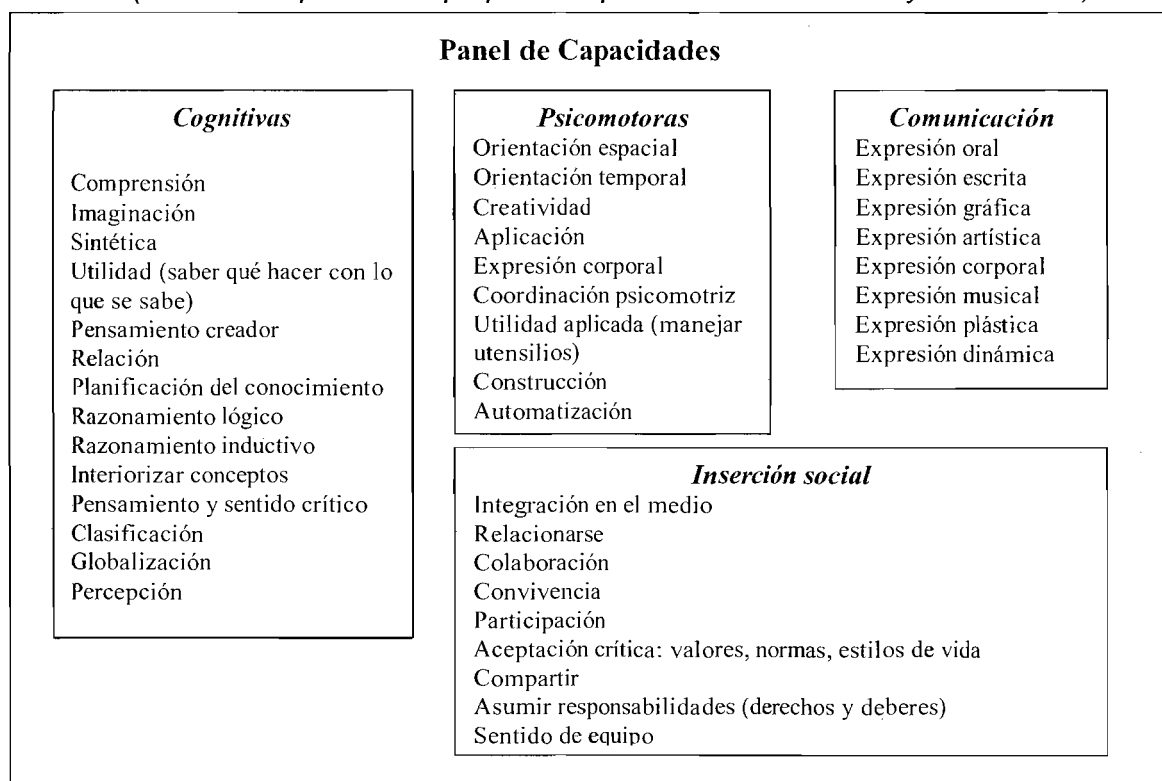 Panel de Capacidades
Cognitivas
Comprensión
Imaginación
Sintética
Utilidad (saber qué hacer con lo
que se sabe)
Pensamiento creador
Relación
Planificación del conocimiento
Razonamiento lógico
Razonamiento inductivo
Interiorizar conceptos
Pensamiento y sentido crítico
Clasificación
Globalización
Percepción
Psicomotoras
Orientación espacial
Orientación temporal
Creatividad
Aplicación
Expresión corporal
Coordinación psicomotriz
Utilidad aplicada (manejar
utensilios)
Construcción
Automatización
Comunicación
Expresión oral
Expresión escrita
Expresión gráfica
Expresión artística
Expresión corporal
Expresión musical
Expresión plástica
Expresión dinámica
Inserción social
Integración en el medio
Relacionarse
Colaboración
Convivencia
Participación
Aceptación crítica: valores, normas, estilos de vida
Compartir
Asumir responsabilidades (derechos y deberes)
Sentido de equipo